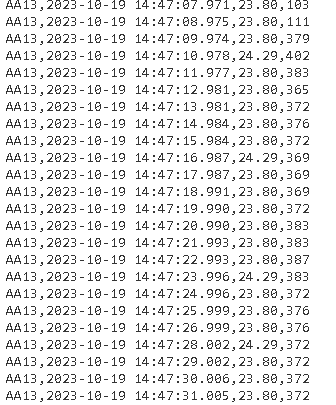 AA13,2023-10-19 14:47:07.971,23.80,103
AA13,2023-10-19 14:47:08.975,23.80,111
AA13,2023-10-19 14:47:09.974,23.80,379
AA13,2023-10-19 14:47:10.978,24.29,402
AA13,2023-10-19 14:47:11.977,23.80,383
AA13,2023-10-19 14:47:12.981,23.80,365
AA13,2023-10-19 14:47:13.981,23.80,372
AA13,2023-10-19 14:47:14.984,23.80,376
AA13,2023-10-19 14:47:15.984,23.80,372
AA13,2023-10-19 14:47:16.987,24.29,369
AA13,2023-10-19 14:47:17.987,23.80,369
AA13,2023-10-19 14:47:18.991,23.80,369
AA13,2023-10-19 14:47:19.990,23.80,372
AA13,2023-10-19 14:47:20.990,23.80,383
AA13,2023-10-19 14:47:21.993,23.80,383
AA13,2023-10-19 14:47:22.993,23.80,387
AA13,2023-10-19 14:47:23.996,24.29,383
AA13,2023-10-19 14:47:24.996,23.80,372
AA13,2023-10-19 14:47:25.999,23.80,376
AA13,2023-10-19 14:47:26.999,23.80,376
AA13,2023-10-19 14:47:28.002,24.29,372
AA13,2023-10-19 14:47:29.002,23.80,372
AA13,2023-10-19 14:47:30.006,23.80,372
AA13,2023-10-19 14:47:31.005,23.80,372